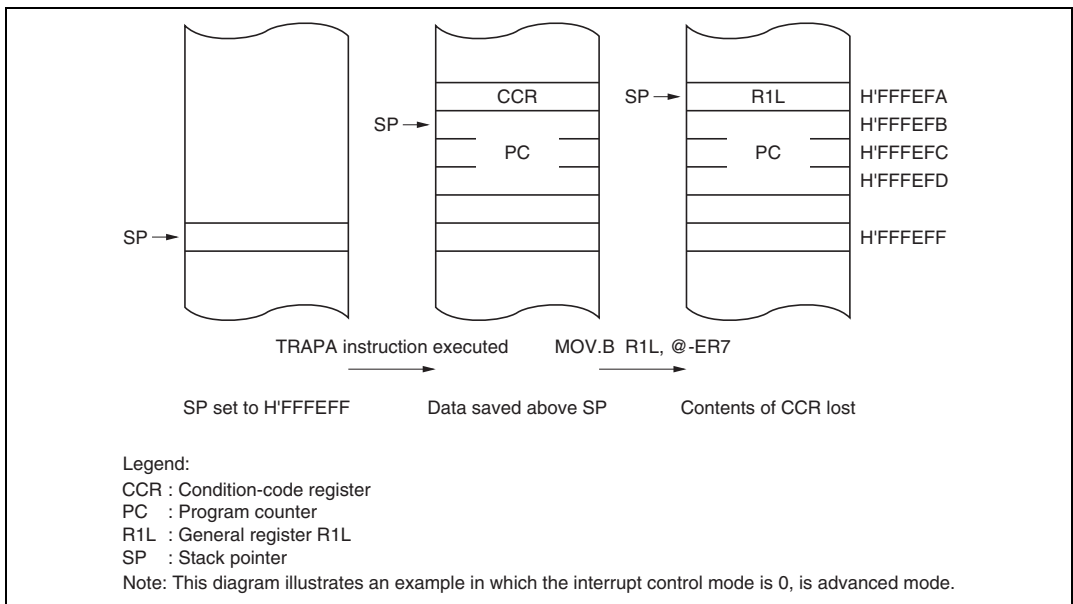 CCR
SP
R1L
H'FFFEFA
SP
H'FFFEFB
PC
PC
H'FFFEFC
H'FFFEFD
SP
H'FFFEFF
TRAPA instruction executed
MOV.B R1L, @-ER7
SP set to H'FFFEFF
Data saved above SP
Contents of CCR lost
Legend:
CCR : Condition-code register
PC : Program counter
R1L : General register R1L
SP : Stack pointer
Note: This diagram illustrates an example in which the interrupt control mode is 0, is advanced mode.